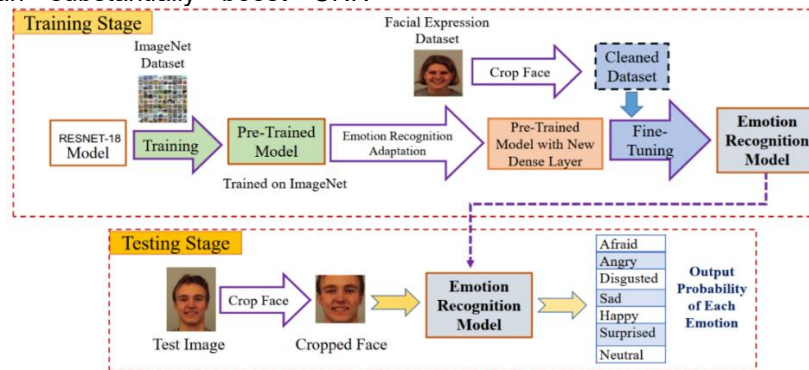 Training Stage
ImageNet
Dataset
Facial Expression
Dataset
Crop Face
Cleaned
Dataset
RESNET-18
Model
Training
Pre-Trained
Model
Trained on ImageNet
Emotion Recognition
Adaptation
Pre-Trained
Model with New
Dense Layer
Fine-
Tuning
Emotion
Recognition
Model
Testing Stage
Test Image
Crop Face
Cropped Face
Emotion
Recognition
Model
Afraid
Angry
Disgusted
Sad
Happy
Surprised
Neutral
Output
Probability
of Each
Emotion